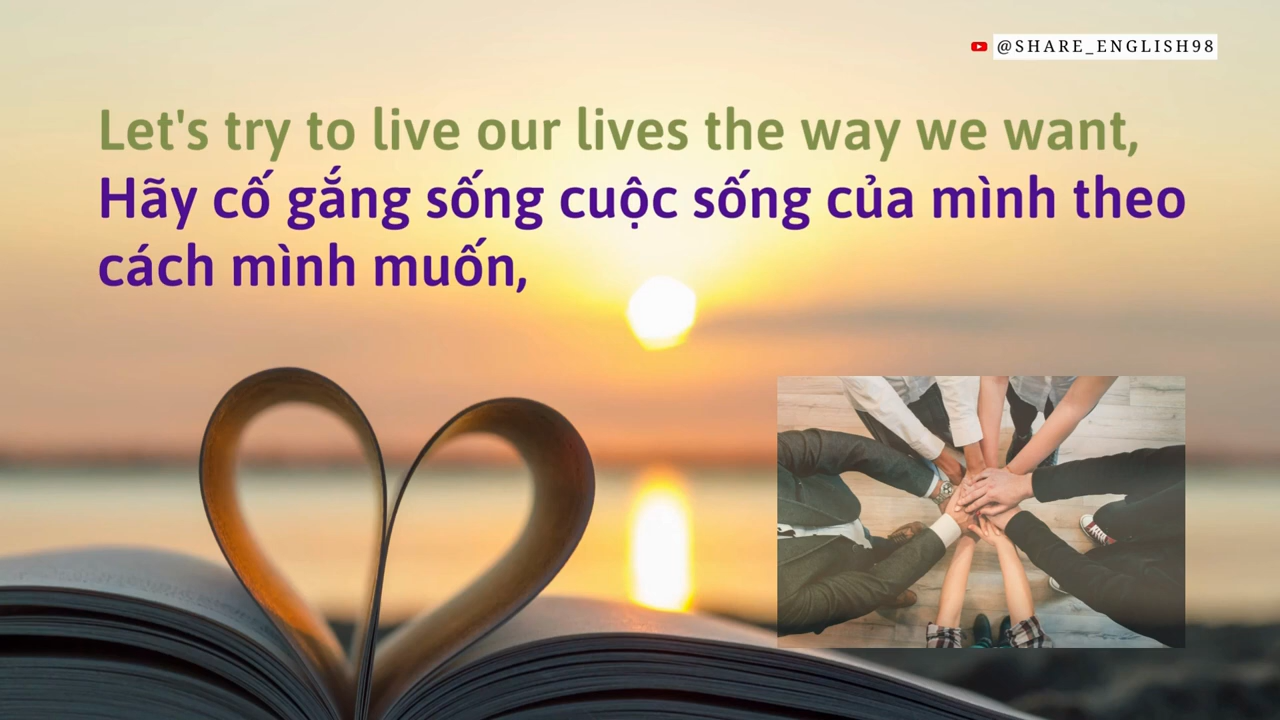 @SHARE_ENGLISH98
Let's try to live our lives the way we want,
Hãy cố gắng sống cuộc sống của mình theo
cách mình muốn,